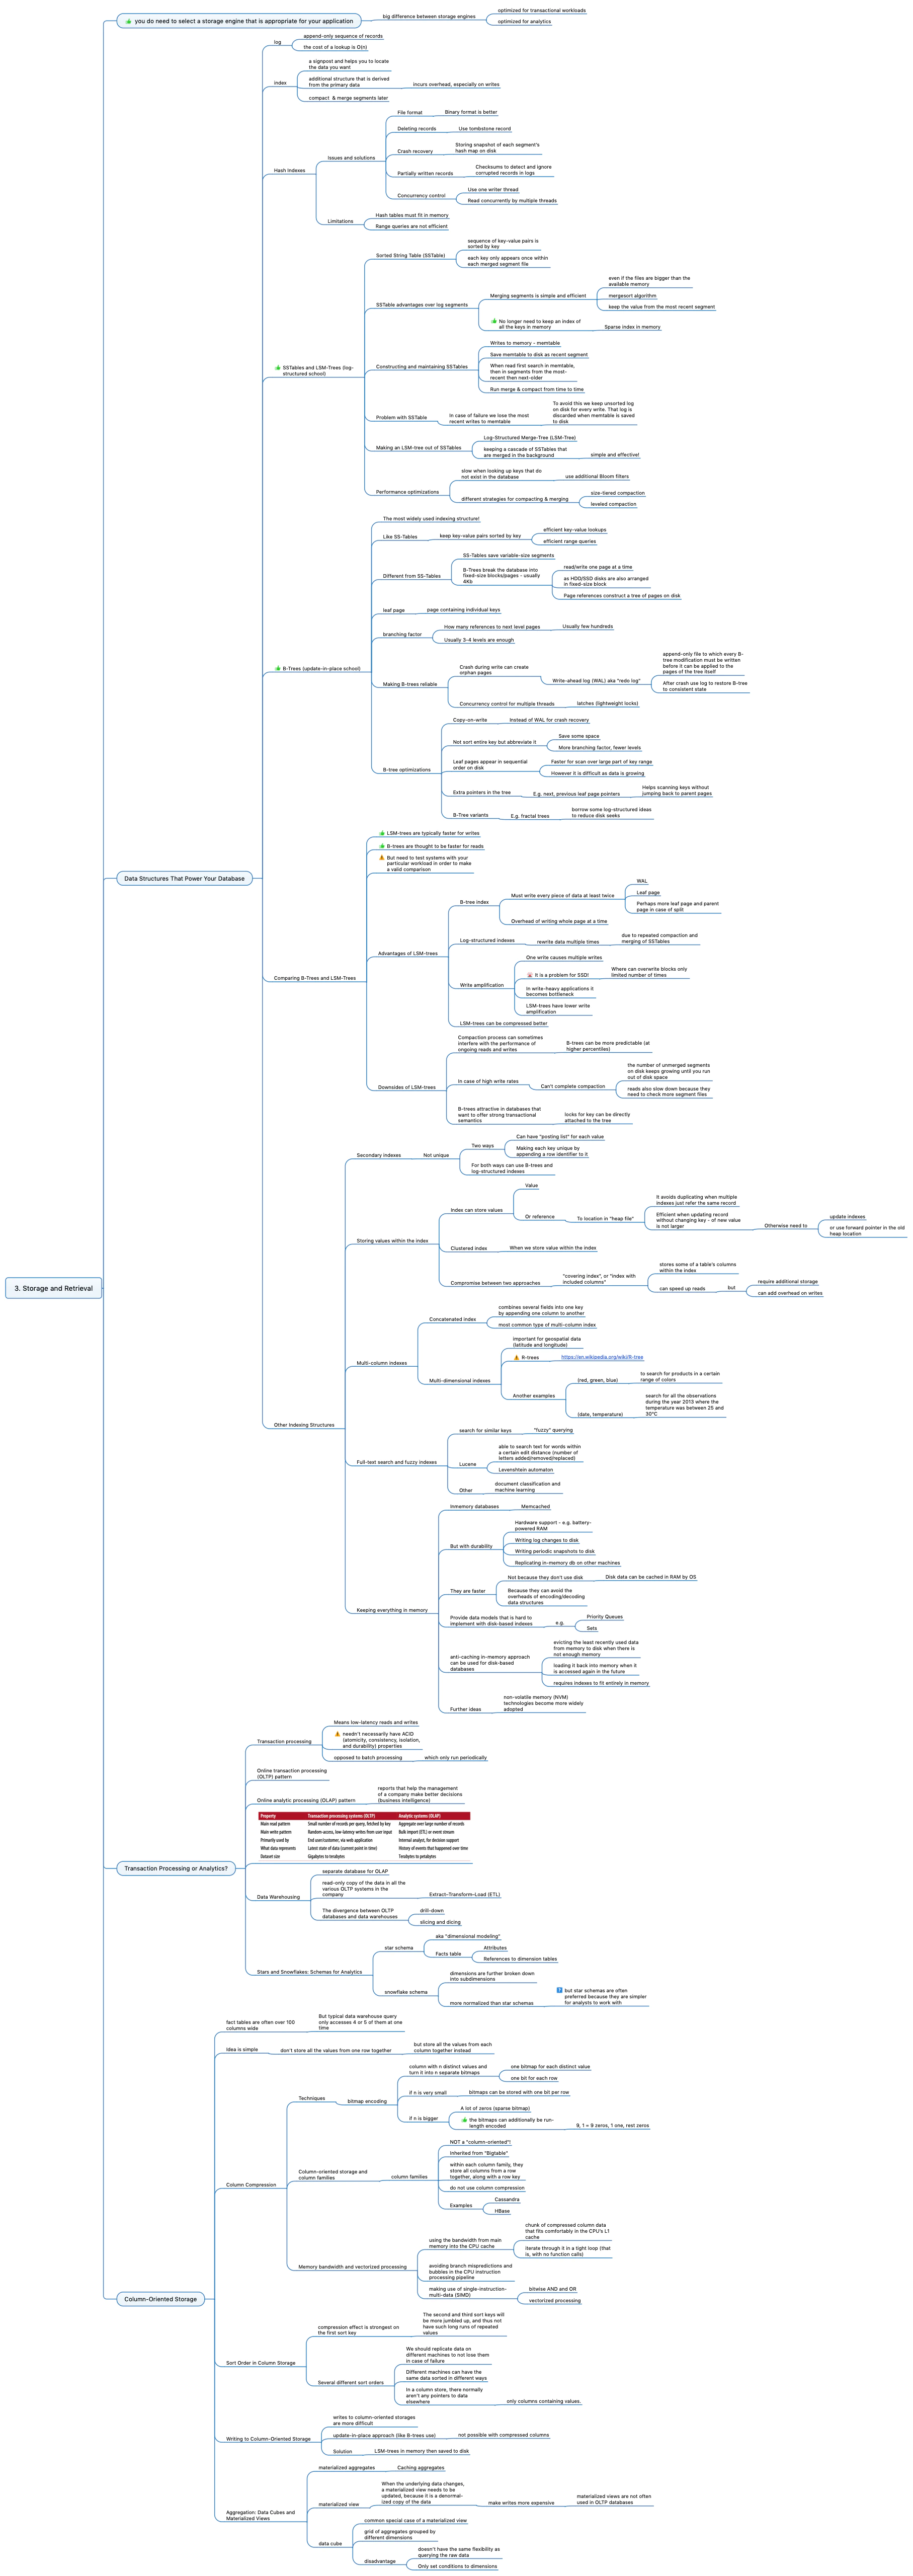 👍 you do need to select a storage engine that is appropriate for your application
big difference between storage engines
optimized for transactional workloads
optimized for analytics
3. Storage and Retrieval
Data Structures That Power Your Database
log
append-only sequence of records
the cost of a lookup is O(n)
index
a signpost and helps you to locate
the data you want
additional structure that is derived
from the primary data
incurs overhead, especially on writes
compact & merge segments later
Hash Indexes
Issues and solutions
File format
Binary format is better
Deleting records
Use tombstone record
Crash recovery
Storing snapshot of each segment's
hash map on disk
Partially written records
Checksums to detect and ignore
corrupted records in logs
Concurrency control
Use one writer thread
Read concurrently by multiple threads
Limitations
Hash tables must fit in memory
Range queries are not efficient
👍 SSTables and LSM-Trees (log-
structured school)
Sorted String Table (SSTable)
sequence of key-value pairs is
sorted by key
each key only appears once within
each merged segment file
SSTable advantages over log segments
Merging segments is simple and efficient
even if the files are bigger than the
available memory
mergesort algorithm
keep the value from the most recent segment
👍 No longer need to keep an index of
all the keys in memory
Sparse index in memory
Constructing and maintaining SSTables
Writes to memory - memtable
Save memtable to disk as recent segment
When read first search in memtable,
then in segments from the most-
recent then next-older
Run merge & compact from time to time
Problem with SSTable
In case of failure we lose the most
recent writes to memtable
To avoid this we keep unsorted log
on disk for every write. That log is
discarded when memtable is saved
to disk
Making an LSM-tree out of SSTables
Log-Structured Merge-Tree (LSM-Tree)
keeping a cascade of SSTables that
are merged in the background
simple and effective!
Performance optimizations
slow when looking up keys that do
not exist in the database
use additional Bloom filters
different strategies for compacting & merging
size-tiered compaction
leveled compaction
👍 B-Trees (update-in-place school)
The most widely used indexing structure!
Like SS-Tables
keep key-value pairs sorted by key
efficient key-value lookups
efficient range queries
Different from SS-Tables
SS-Tables save variable-size segments
B-Trees break the database into
fixed-size blocks/pages - usually
4Kb
read/write one page at a time
as HDD/SSD disks are also arranged
in fixed-size block
Page references construct a tree of pages on disk
leaf page
page containing individual keys
branching factor
How many references to next level pages
Usually few hundreds
Usually 3-4 levels are enough
Making B-trees reliable
Crash during write can create
orphan pages
Write-ahead log (WAL) aka "redo log"
append-only file to which every B-
tree modification must be written
before it can be applied to the
pages of the tree itself
After crash use log to restore B-tree
to consistent state
Concurrency control for multiple threads
latches (lightweight locks)
B-tree optimizations
Copy-on-write
Instead of WAL for crash recovery
Not sort entire key but abbreviate it
Save some space
More branching factor, fewer levels
Leaf pages appear in sequential
order on disk
Faster for scan over large part of key range
However it is difficult as data is growing
Extra pointers in the tree
E.g. next, previous leaf page pointers
Helps scanning keys without
jumping back to parent pages
B-Tree variants
E.g. fractal trees
borrow some log-structured ideas
to reduce disk seeks
Comparing B-Trees and LSM-Trees
👍 LSM-trees are typically faster for writes
👍 B-trees are thought to be faster for reads
⚠ But need to test systems with your
particular workload in order to make
a valid comparison
Advantages of LSM-trees
B-tree index
Must write every piece of data at least twice
WAL
Leaf page
Perhaps more leaf page and parent
page in case of split
Overhead of writing whole page at a time
Log-structured indexes
rewrite data multiple times
due to repeated compaction and
merging of SSTables
Write amplification
One write causes multiple writes
It is a problem for SSD!
Where can overwrite blocks only
limited number of times
In write-heavy applications it
becomes bottleneck
LSM-trees have lower write
amplification
LSM-trees can be compressed better
Downsides of LSM-trees
Compaction process can sometimes
interfere with the performance of
ongoing reads and writes
B-trees can be more predictable (at
higher percentiles)
In case of high write rates
Can't complete compaction
the number of unmerged segments
on disk keeps growing until you run
out of disk space
reads also slow down because they
need to check more segment files
B-trees attractive in databases that
want to offer strong transactional
semantics
locks for key can be directly
attached to the tree
Other Indexing Structures
Secondary indexes
Not unique
Two ways
Can have "posting list" for each value
Making each key unique by
appending a row identifier to it
For both ways can use B-trees and
log-structured indexes
Storing values within the index
Index can store values
Value
Or reference
To location in "heap file"
It avoids duplicating when multiple
indexes just refer the same record
Efficient when updating record
without changing key - of new value
is not larger
Otherwise need to
update indexes
or use forward pointer in the old
heap location
Clustered index
When we store value within the index
Compromise between two approaches
"covering index", or "index with
included columns"
stores some of a table's columns
within the index
can speed up reads
but
require additional storage
can add overhead on writes
Multi-column indexes
Concatenated index
combines several fields into one key
by appending one column to another
most common type of multi-column index
Multi-dimensional indexes
important for geospatial data
(latitude and longitude)
⚠ R-trees
https://en.wikipedia.org/wiki/R-tree
Another examples
(red, green, blue)
to search for products in a certain
range of colors
(date, temperature)
search for all the observations
during the year 2013 where the
temperature was between 25 and
30°C
Full-text search and fuzzy indexes
search for similar keys
"fuzzy" querying
Lucene
able to search text for words within
a certain edit distance (number of
letters added/removed/replaced)
Levenshtein automaton
Other
document classification and
machine learning
Keeping everything in memory
Inmemory databases
Memcached
But with durability
Hardware support - e.g. battery-
powered RAM
Writing log changes to disk
Writing periodic snapshots to disk
Replicating in-memory db on other machines
They are faster
Not because they don't use disk
Disk data can be cached in RAM by OS
Because they can avoid the
overheads of encoding/decoding
data structures
Provide data models that is hard to
implement with disk-based indexes
e.g.
Priority Queues
Sets
anti-caching in-memory approach
can be used for disk-based
databases
evicting the least recently used data
from memory to disk when there is
not enough memory
loading it back into memory when it
is accessed again in the future
requires indexes to fit entirely in memory
Further ideas
non-volatile memory (NVM)
technologies become more widely
adopted
Transaction Processing or Analytics?
Transaction processing
Means low-latency reads and writes
⚠ needn't necessarily have ACID
(atomicity, consistency, isolation,
and durability) properties
opposed to batch processing
which only run periodically
Online transaction processing
(OLTP) pattern
Online analytic processing (OLAP) pattern
reports that help the management
of a company make better decisions
(business intelligence)
Property Transaction processing systems (OLTP) Analytic systems (OLAP)
Main read pattern Small number of records per query, fetched by key Aggregate over large number of records
Main write pattern Random-access, low-latency writes from user input Bulk import (ETL) or event stream
Primarily used by End user/customer, via web application Internal analyst, for decision support
What data represents Latest state of data (current point in time) History of events that happened over time
Dataset size Gigabytes to terabytes Terabytes to petabytes
Data Warehousing
separate database for OLAP
read-only copy of the data in all the
various OLTP systems in the
company
Extract–Transform–Load (ETL)
The divergence between OLTP
databases and data warehouses
drill-down
slicing and dicing
Stars and Snowflakes: Schemas for Analytics
star schema
aka "dimensional modeling"
Facts table
Attributes
References to dimension tables
snowflake schema
dimensions are further broken down
into subdimensions
more normalized than star schemas
but star schemas are often
preferred because they are simpler
for analysts to work with
Column-Oriented Storage
fact tables are often over 100
columns wide
But typical data warehouse query
only accesses 4 or 5 of them at one
time
Idea is simple
don't store all the values from one row together
but store all the values from each
column together instead
Column Compression
Techniques
bitmap encoding
column with n distinct values and
turn it into n separate bitmaps
one bitmap for each distinct value
one bit for each row
if n is very small
bitmaps can be stored with one bit per row
if n is bigger
A lot of zeros (sparse bitmap)
👍 the bitmaps can additionally be run-
length encoded
9, 1 = 9 zeros, 1 one, rest zeros
Column-oriented storage and
column families
column families
NOT a "column-oriented"!
Inherited from "Bigtable"
within each column family, they
store all columns from a row
together, along with a row key
do not use column compression
Examples
Cassandra
HBase
Memory bandwidth and vectorized processing
using the bandwidth from main
memory into the CPU cache
chunk of compressed column data
that fits comfortably in the CPU's L1
cache
iterate through it in a tight loop (that
is, with no function calls)
avoiding branch mispredictions and
bubbles in the CPU instruction
processing pipeline
making use of single-instruction-
multi-data (SIMD)
bitwise AND and OR
vectorized processing
Sort Order in Column Storage
compression effect is strongest on
the first sort key
The second and third sort keys will
be more jumbled up, and thus not
have such long runs of repeated
values
Several different sort orders
We should replicate data on
different machines to not lose them
in case of failure
Different machines can have the
same data sorted in different ways
In a column store, there normally
aren't any pointers to data
elsewhere
only columns containing values.
Writing to Column-Oriented Storage
writes to column-oriented storages
are more difficult
update-in-place approach (like B-trees use)
not possible with compressed columns
Solution
LSM-trees in memory then saved to disk
Aggregation: Data Cubes and
Materialized Views
materialized aggregates
Caching aggregates
materialized view
When the underlying data changes,
a materialized view needs to be
updated, because it is a denormal-
ized copy of the data
make writes more expensive
materialized views are not often
used in OLTP databases
data cube
common special case of a materialized view
grid of aggregates grouped by
different dimensions
disadvantage
doesn't have the same flexibility as
querying the raw data
Only set conditions to dimensions